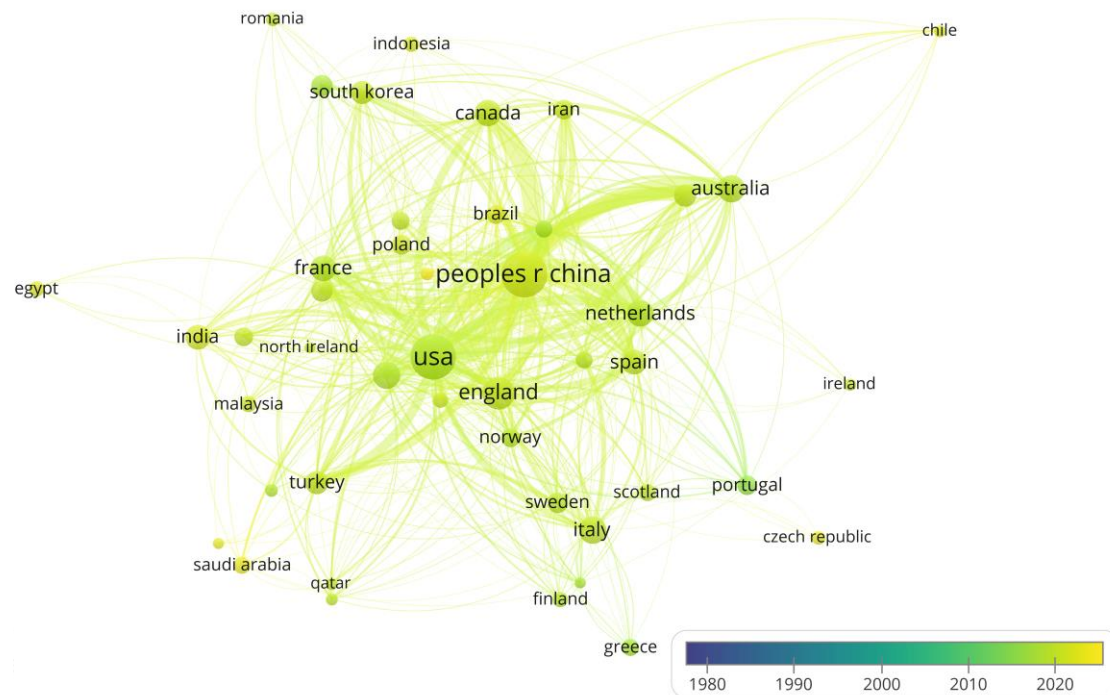 romania
chile
indonesia
south korea
canada
iran
australia
brazil
poland
france
peoples r china
egypt
netherlands
india
north ireland
usa
spain
ireland
england
malaysia
norway
turkey
sweden
scotland
portugal
italy
czech republic
saudi arabia
qatar
finland
greece
1980 1990 2000 2010 2020